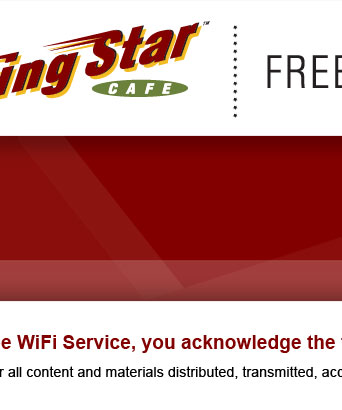 ing Star™
CAFE
FREE
e WiFi Service, you acknowledge the
r all content and materials distributed, transmitted, acc